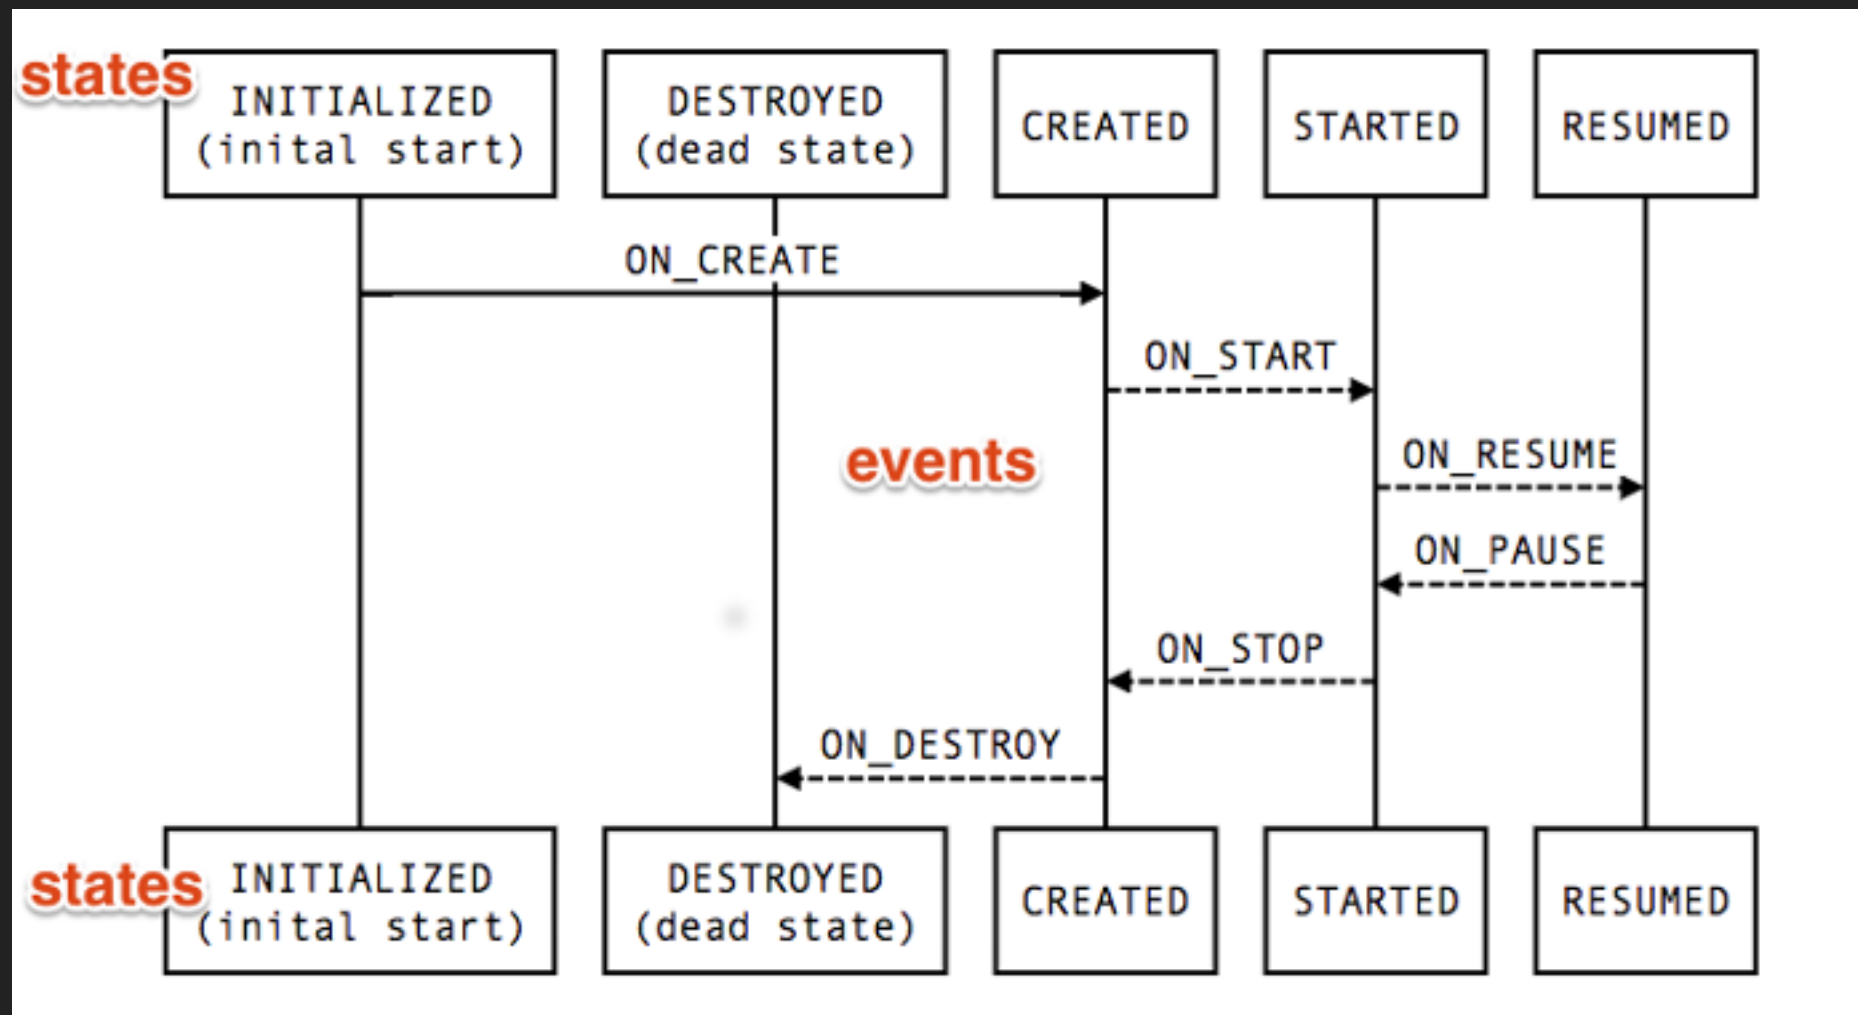 states
INITIALIZED
(inital start)
DESTROYED
(dead state)
CREATED
STARTED
RESUMED
ON_CREATE
ON_START
events
ON_RESUME
ON_PAUSE
ON_STOP
ON_DESTROY
states
INITIALIZED
(inital start)
DESTROYED
(dead state)
CREATED
STARTED
RESUMED